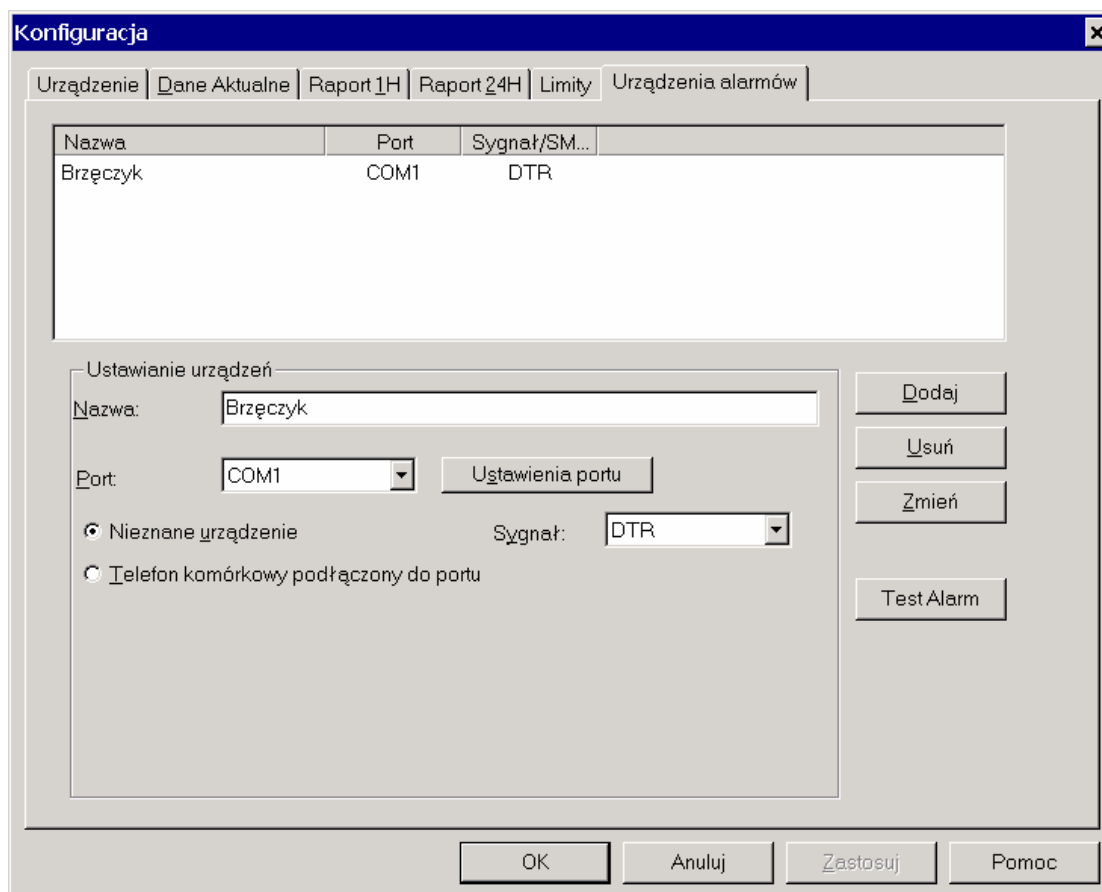 Konfiguracja
Urządzenie Dane Aktualne Raport 1H Raport 24H Limity Urządzenia alarmów
Nazwa Port Sygnał/SM...
Brzęczyk COM1 DTR
Ustawianie urządzeń
Nazwa: Brzęczyk
Dodaj
Usuń
Port: COM1 Ustawienia portu
Zmień
Nieznane urządzenie Sygnał: DTR
Telefon komórkowy podłączony do portu
Test Alarm
OK Anuluj Zastosuj Pomoc